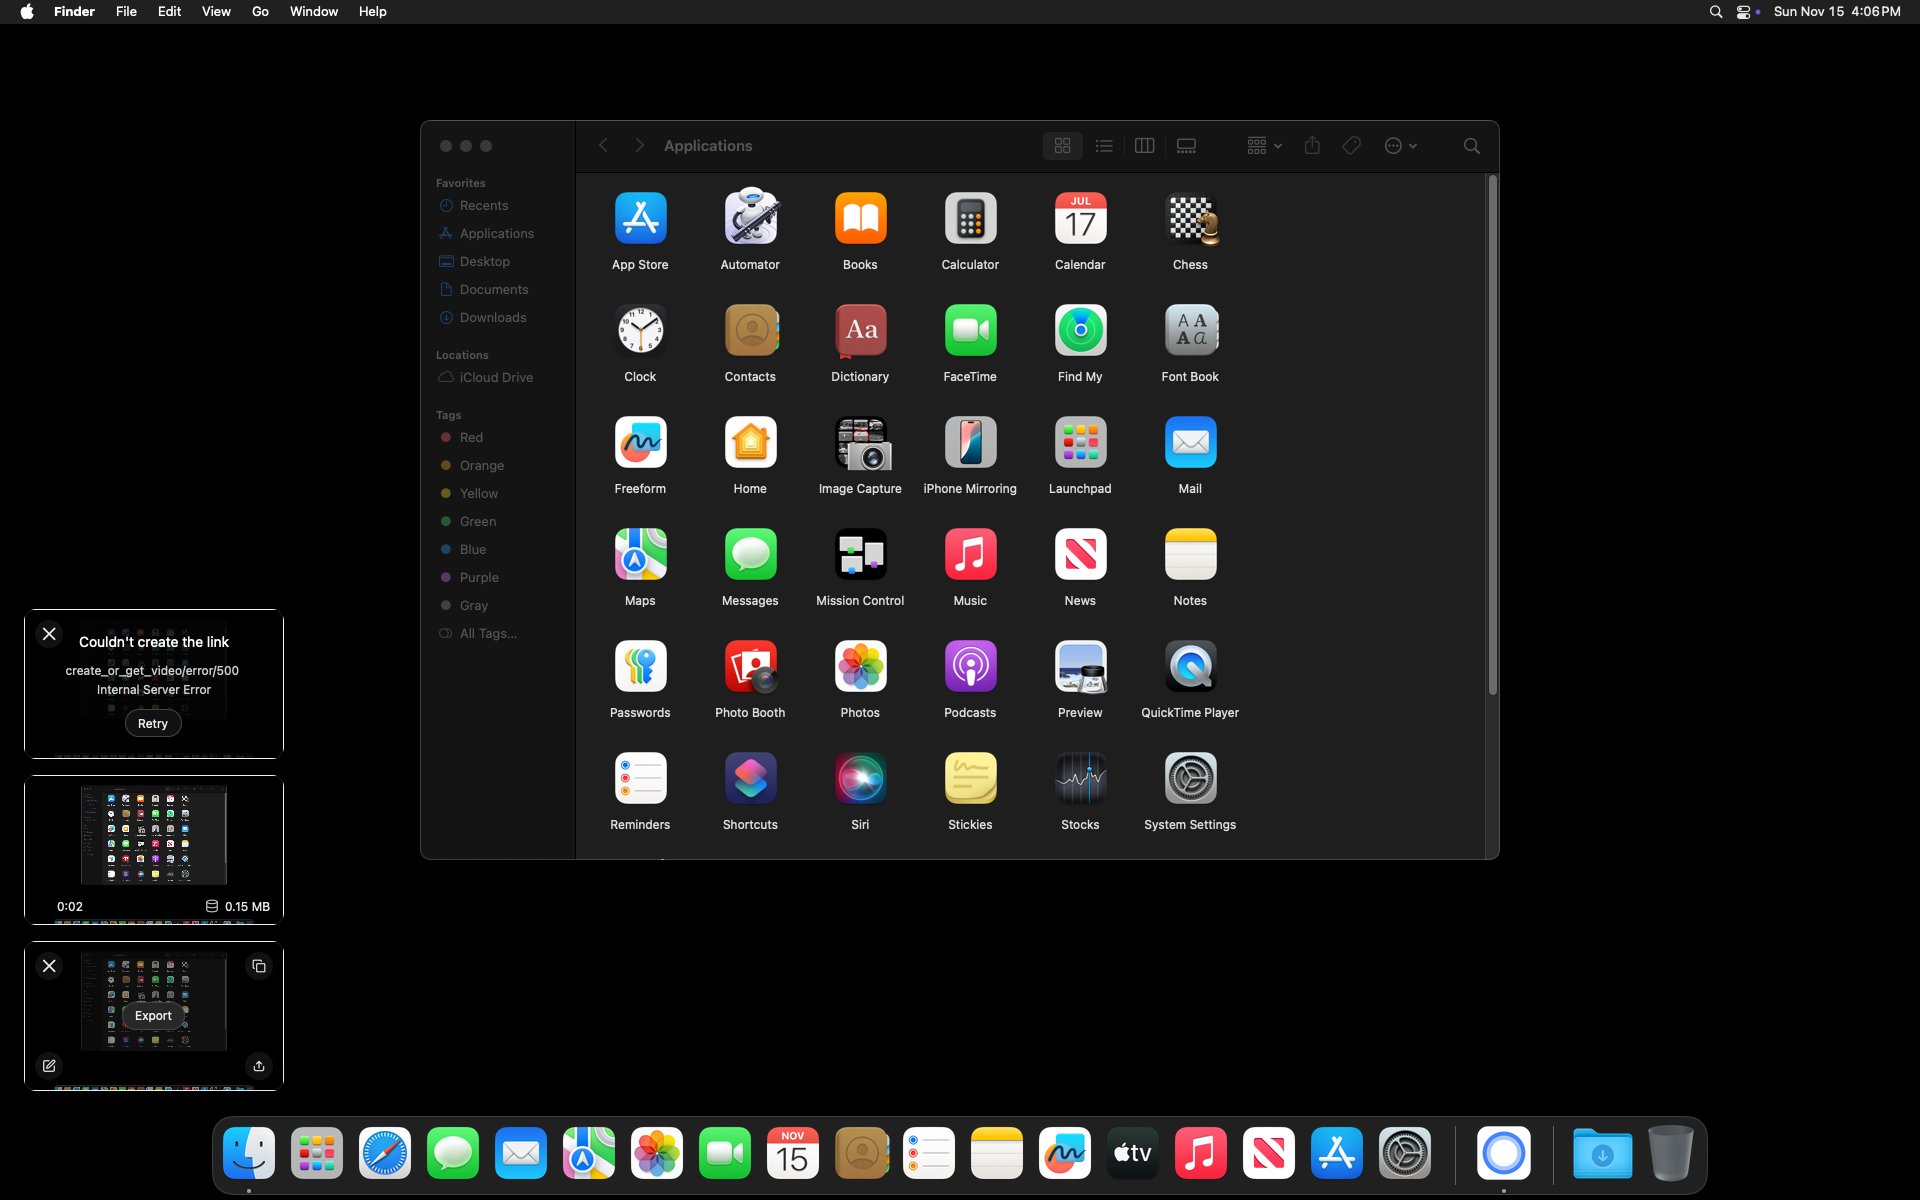 Finder File Edit View Go Window Help
Sun Nov 15 4:06 PM
Applications
Favorites
Recents
Applications
Desktop
Documents
Downloads
Locations
iCloud Drive
Tags
Red
Orange
Yellow
Green
Blue
Purple
Gray
All Tags...
JUL
17
App Store Automator Books Calculator Calendar Chess
Aa
A A
A a
Clock Contacts Dictionary FaceTime Find My Font Book
Freeform Home Image Capture iPhone Mirroring Launchpad Mail
Maps Messages Mission Control Music News Notes
Passwords Photo Booth Photos Podcasts Preview QuickTime Player
Reminders Shortcuts Siri Stickies Stocks System Settings
Couldn't create the link
create_or_get_video/error/500
Internal Server Error
Retry
0:02 0.15 MB
Export
NOV
15
tv